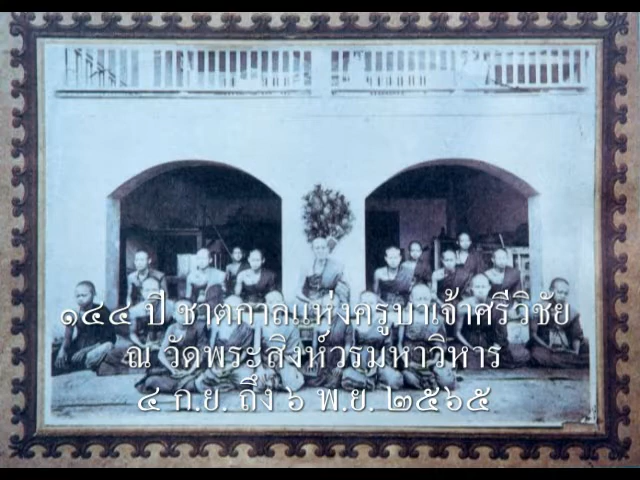 ๑๔๔ ปี ชาตกาลแห่งครูบาเจ้าศรีวิชัย
ณ วัดพระสิงห์วรมหาวิหาร
๔ ก.ย. ถึง ๖ พ.ย. ๒๕๖๕